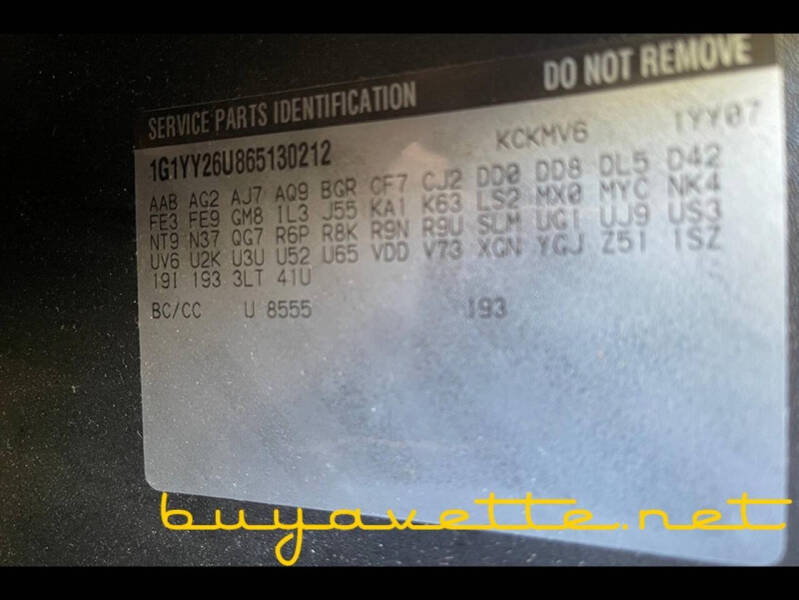 SERVICE PARTS IDENTIFICATION DO NOT REMOVE
1G1YY26U865130212 KCKMV6 1YY07
AAB AG2 AJ7 AQ9 BGR CF7 CJ2 DD0 DD8 DL5 D42
FE3 FE9 GM8 IL3 J55 KA1 K63 LS2 MX0 MYC NK4
NT9 N37 QG7 R6P R8K R9N R9U SLM UG1 UJ9 US3
UV6 U2K U3U U52 U65 VDD V73 XGN YGJ Z51 1SZ
19I 193 3LT 41U
BC/CC U 8555 193
buyavette.net